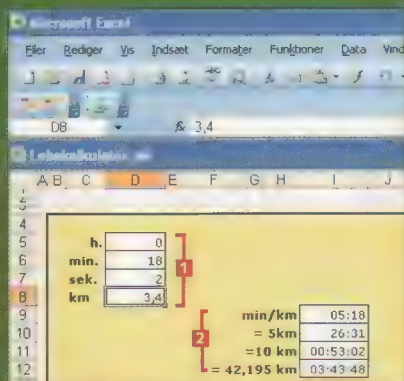 Microsoft Excel
Filer Rediger Vis Indsæt Formater Funktioner Data Vind
D8 fx 3,4
Løbekalkulator
A B C D E F G H I J
4
5 h. 0
6 min. 18
7 sek. 2
8 km 3,4
1
9 min/km 05:18
10 = 5km 26:31
2
11 =10 km 00:53:02
12 = 42,195 km 03:43:48